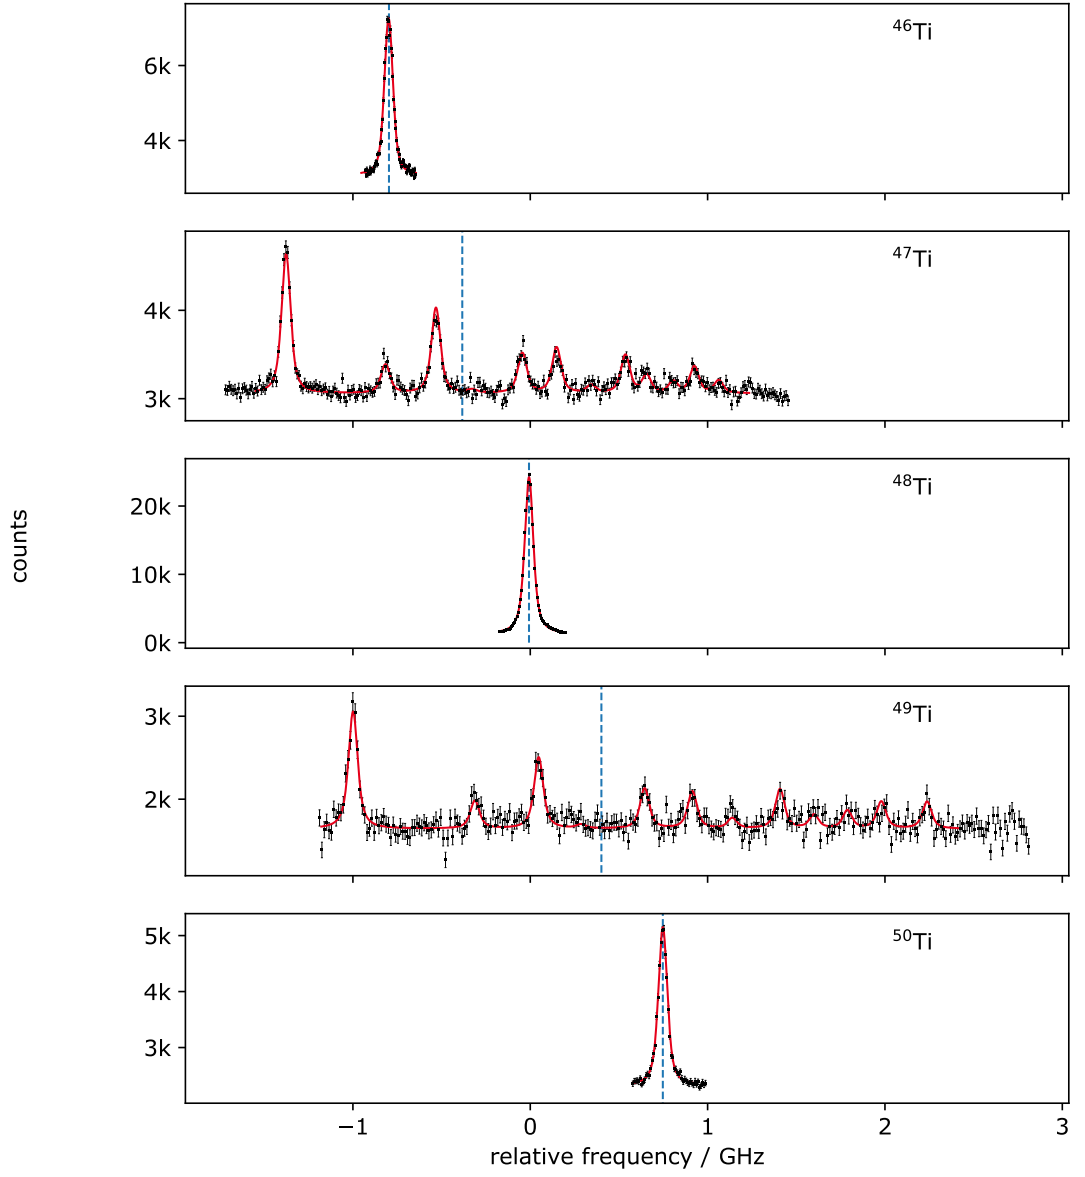 ⁴⁶Ti
6k
4k
⁴⁷Ti
4k
3k
counts
⁴⁸Ti
20k
10k
0k
⁴⁹Ti
3k
2k
⁵⁰Ti
5k
4k
3k
−1 0 1 2 3
relative frequency / GHz